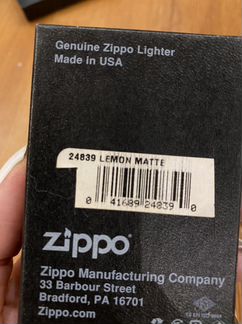 Genuine Zippo Lighter
Made in USA
24839 LEMON MATTE
0 41689 24839 0
zippo®
Zippo Manufacturing Company
33 Barbour Street
Bradford, PA 16701
Zippo.com